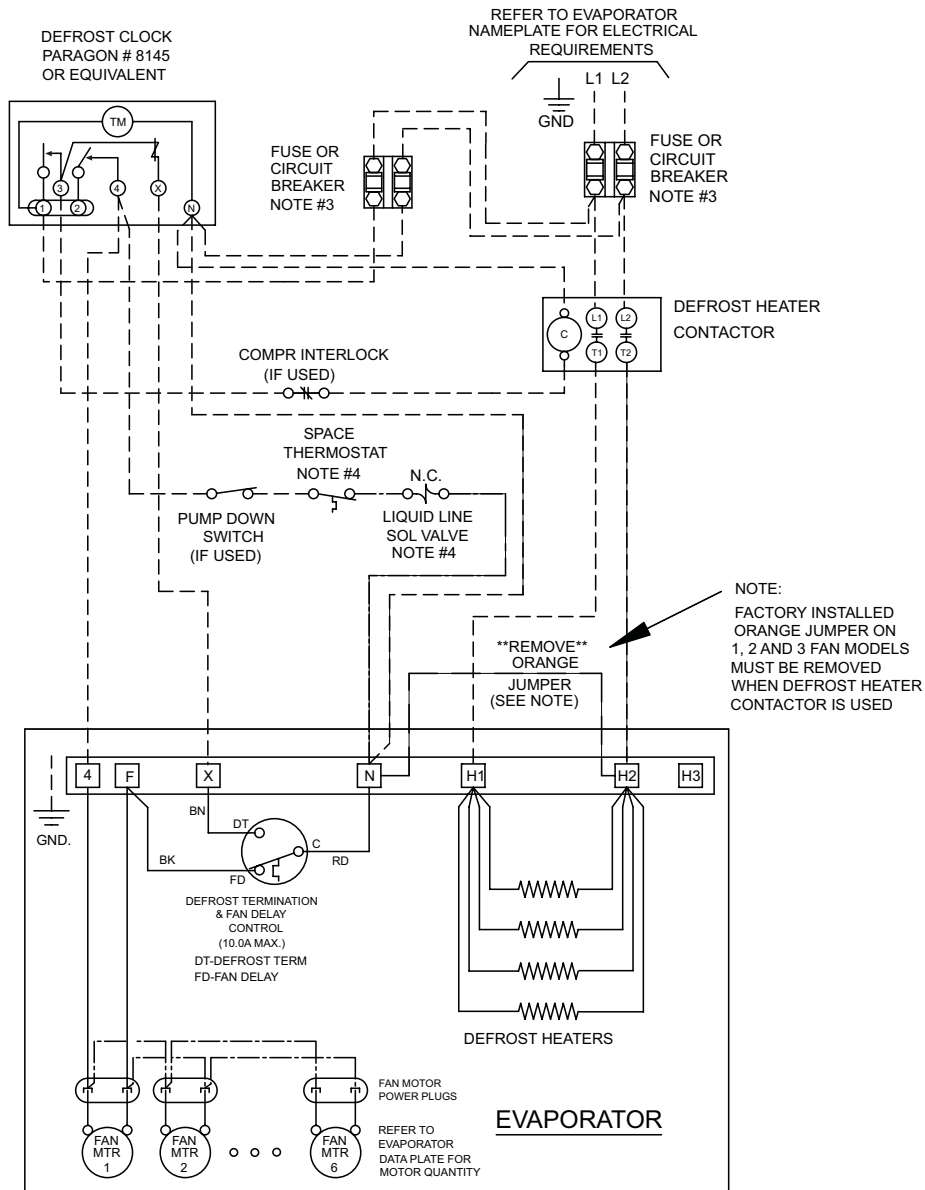 DEFROST CLOCK
PARAGON # 8145
OR EQUIVALENT
REFER TO EVAPORATOR
NAMEPLATE FOR ELECTRICAL
REQUIREMENTS
L1 L2
GND
FUSE OR
CIRCUIT
BREAKER
NOTE #3
FUSE OR
CIRCUIT
BREAKER
NOTE #3
TM
3
4
X
1
2
N
DEFROST HEATER
CONTACTOR
C
L1
L2
T1
T2
COMPR INTERLOCK
(IF USED)
SPACE
THERMOSTAT
NOTE #4
N.C.
PUMP DOWN
SWITCH
(IF USED)
LIQUID LINE
SOL VALVE
NOTE #4
NOTE:
FACTORY INSTALLED
ORANGE JUMPER ON
1, 2 AND 3 FAN MODELS
MUST BE REMOVED
WHEN DEFROST HEATER
CONTACTOR IS USED
**REMOVE**
ORANGE
JUMPER
(SEE NOTE)
4
F
X
N
H1
H2
H3
GND.
BN
DT
C
RD
BK
FD
DEFROST TERMINATION
& FAN DELAY
CONTROL
(10.0A MAX.)
DT-DEFROST TERM
FD-FAN DELAY
DEFROST HEATERS
FAN MOTOR
POWER PLUGS
EVAPORATOR
FAN
MTR
1
FAN
MTR
2
FAN
MTR
6
REFER TO
EVAPORATOR
DATA PLATE FOR
MOTOR QUANTITY